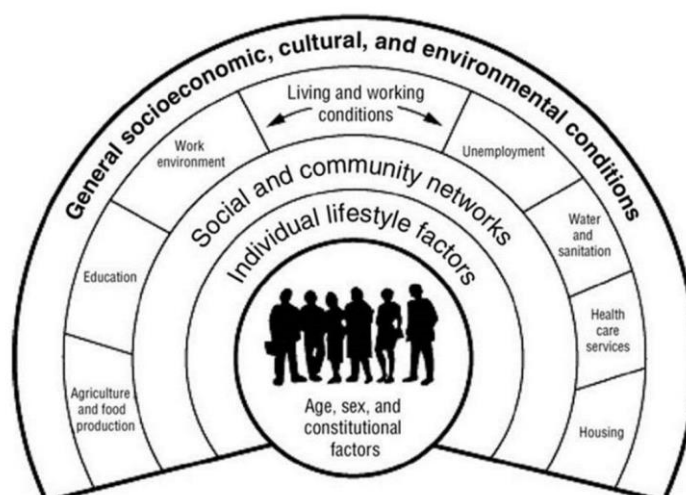 General socioeconomic, cultural, and environmental conditions
Living and working
conditions
Work
environment
Unemployment
Education
Water
and
sanitation
Agriculture
and food
production
Health
care
services
Housing
Social and community networks
Individual lifestyle factors
Age, sex, and
constitutional
factors